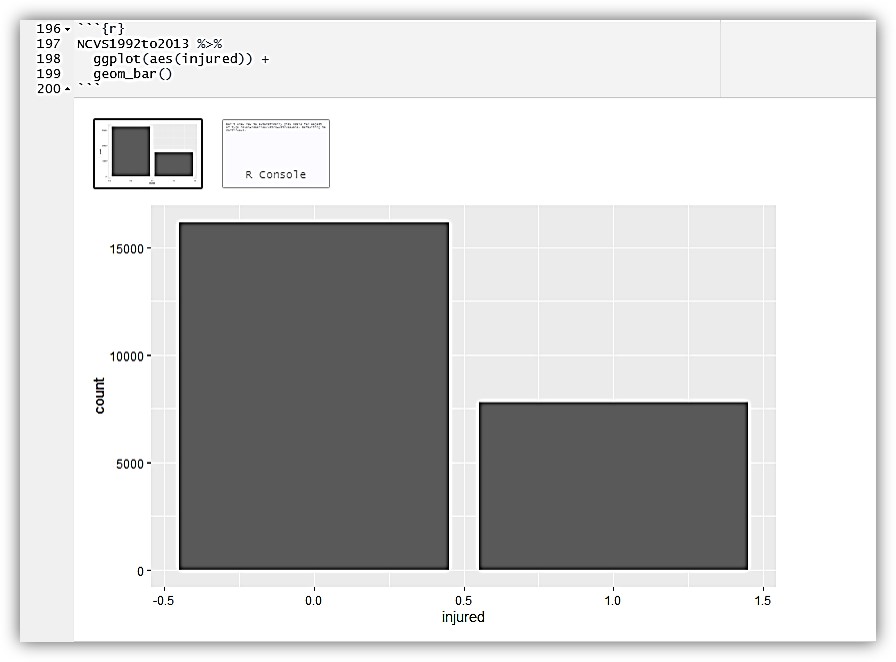 196 ```{r}
197 NCVS1992to2013 %>%
198 ggplot(aes(injured)) +
199 geom_bar()
200 ```
R Console
15000
10000
5000
0
count
-0.5 0.0 0.5 1.0 1.5
injured